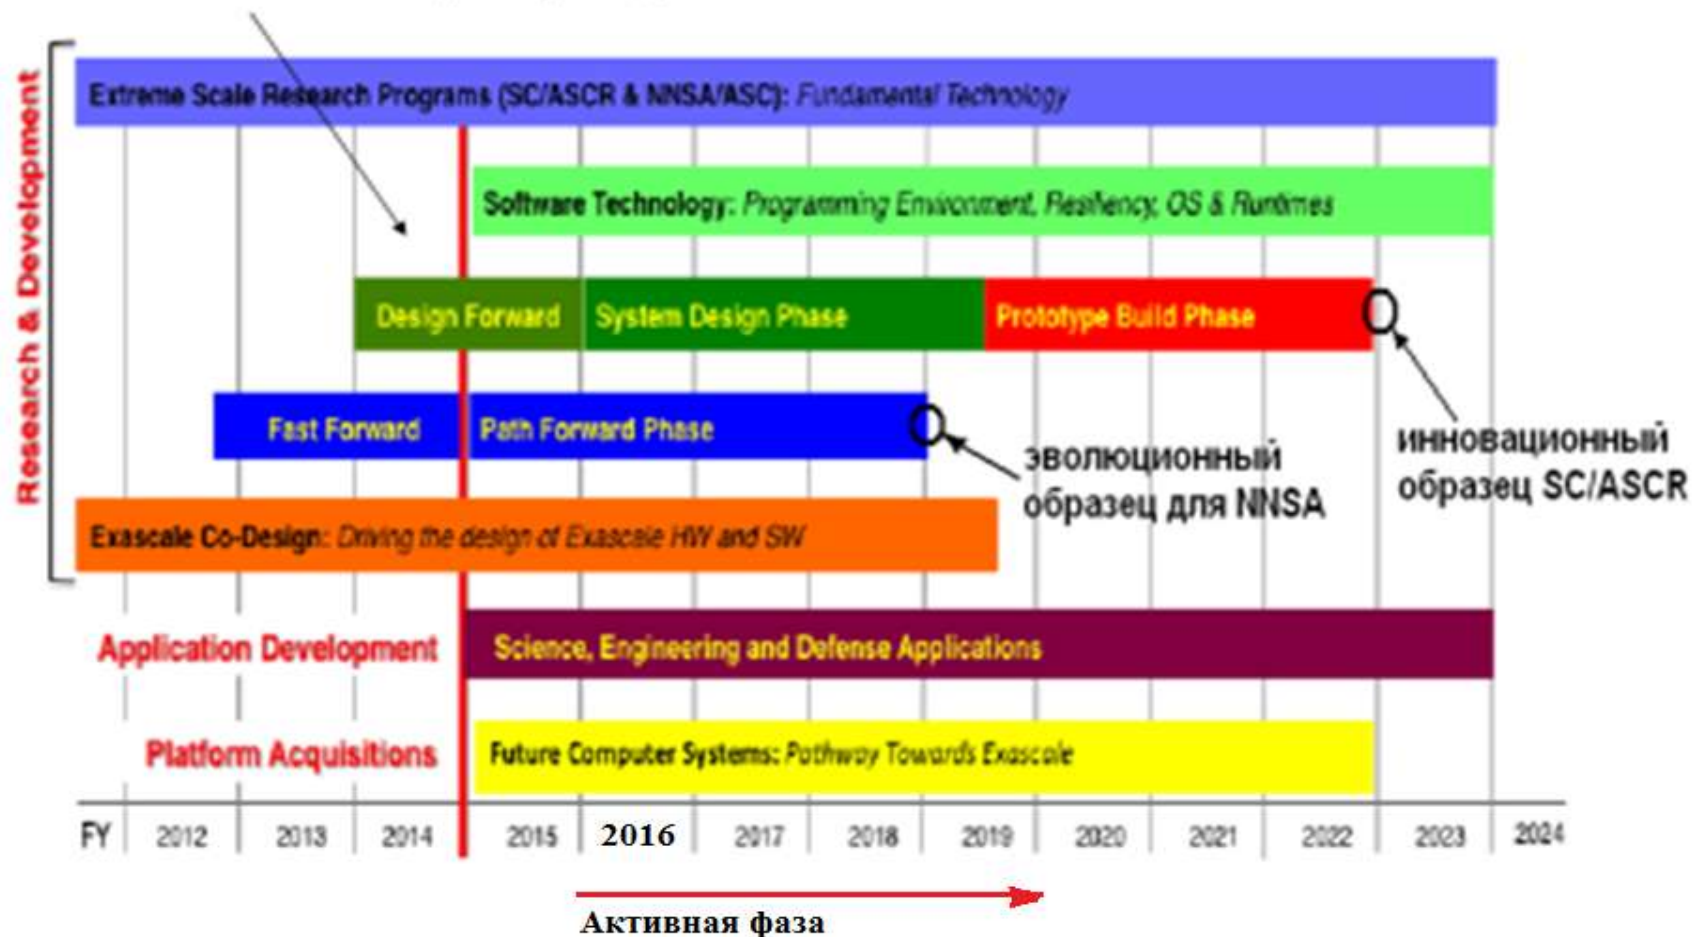 Research & Development
Extreme Scale Research Programs (SC/ASCR & NNSA/ASC): Fundamental Technology
Software Technology: Programming Environment, Resiliency, OS & Runtimes
Design Forward
System Design Phase
Prototype Build Phase
Fast Forward
Path Forward Phase
эволюционный
образец для NNSA
инновационный
образец SC/ASCR
Exascale Co-Design: Driving the design of Exascale HW and SW
Application Development
Science, Engineering and Defense Applications
Platform Acquisitions
Future Computer Systems: Pathway Towards Exascale
FY 2012 2013 2014 2015 2016 2017 2018 2019 2020 2021 2022 2023 2024
Активная фаза